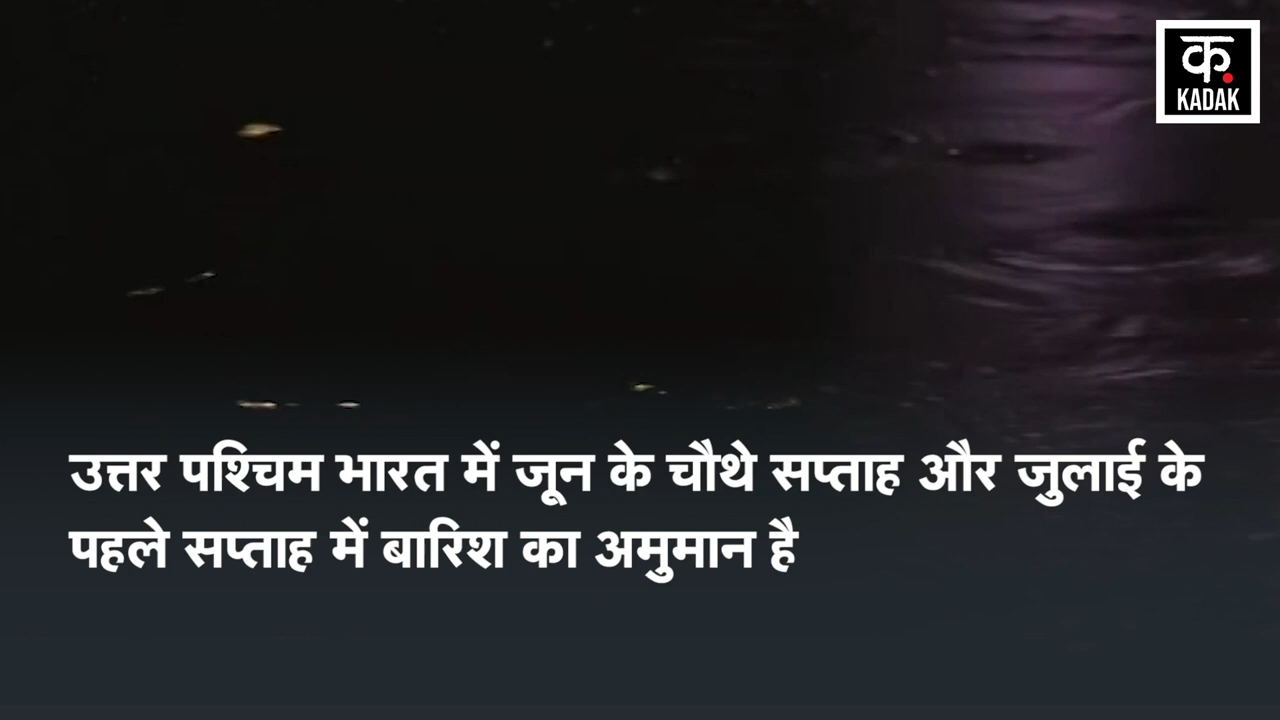 क.
KADAK
उत्तर पश्चिम भारत में जून के चौथे सप्ताह और जुलाई के
पहले सप्ताह में बारिश का अमुमान है